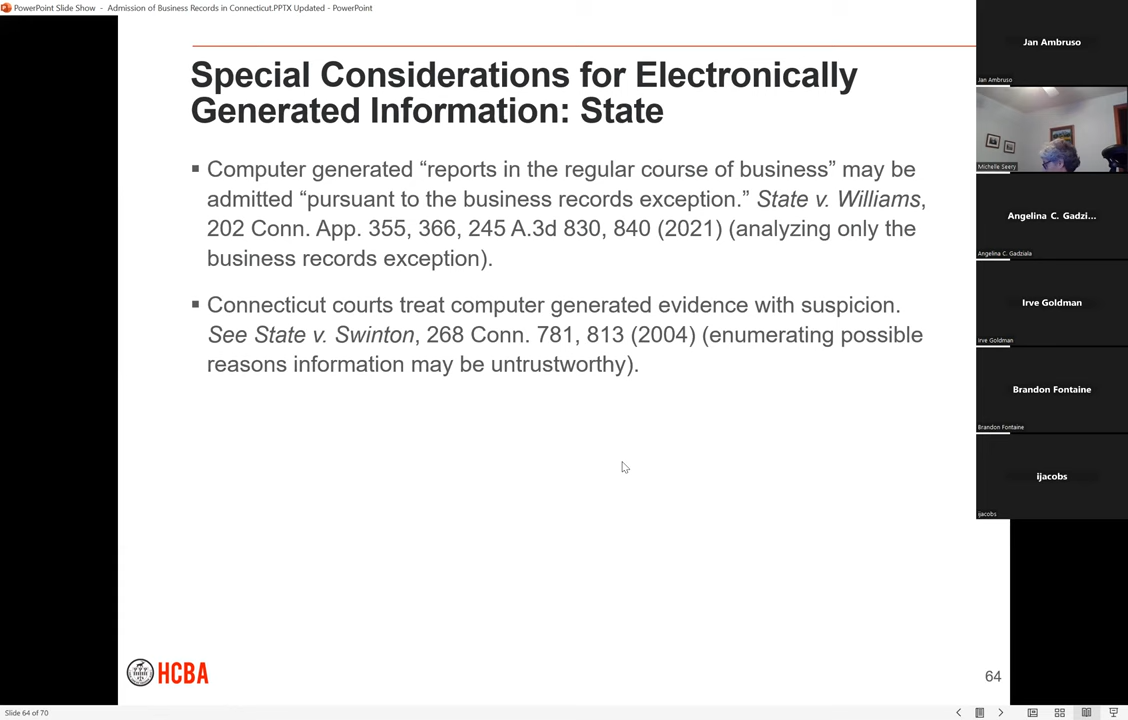 PowerPoint Slide Show - Admission of Business Records in Connecticut.PPTX Updated - PowerPoint
Special Considerations for Electronically
Generated Information: State
▪ Computer generated “reports in the regular course of business” may be
admitted “pursuant to the business records exception.” State v. Williams,
202 Conn. App. 355, 366, 245 A.3d 830, 840 (2021) (analyzing only the
business records exception).
▪ Connecticut courts treat computer generated evidence with suspicion.
See State v. Swinton, 268 Conn. 781, 813 (2004) (enumerating possible
reasons information may be untrustworthy).
HCBA
64
Slide 64 of 70
Jan Ambruso
Jan Ambruso
Michelle Seery
Angelina C. Gadzi...
Angelina C. Gadziala
Irve Goldman
Irve Goldman
Brandon Fontaine
Brandon Fontaine
ijacobs
ijacobs